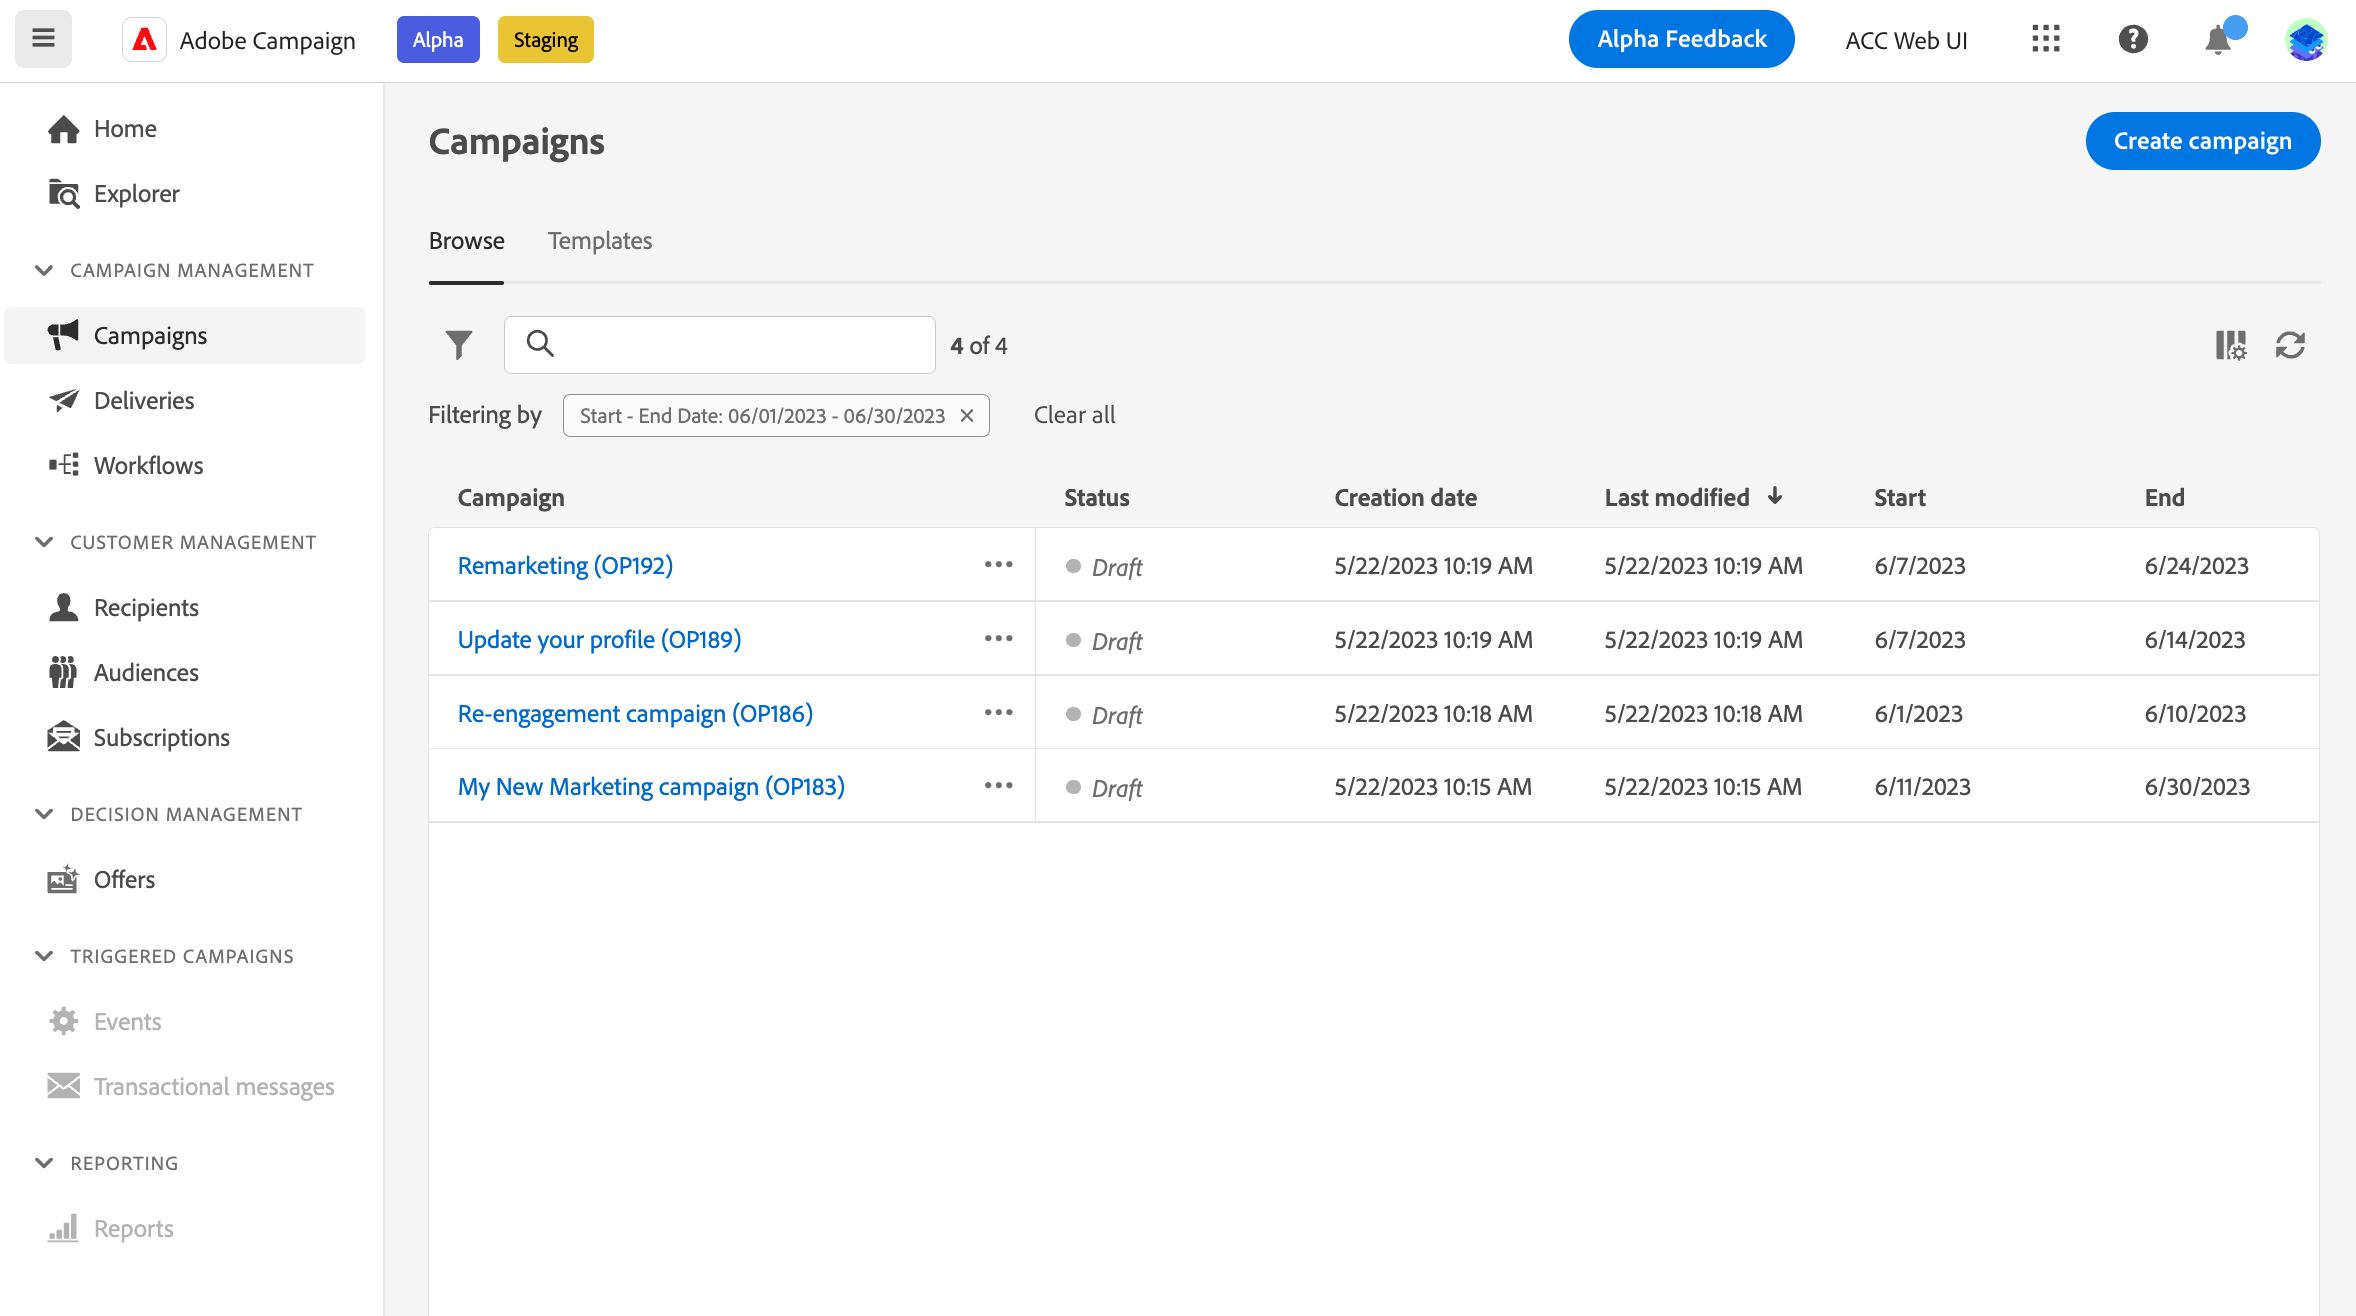 Adobe Campaign Alpha Staging Alpha Feedback ACC Web UI
Home
Explorer
CAMPAIGN MANAGEMENT
Campaigns
Deliveries
Workflows
CUSTOMER MANAGEMENT
Recipients
Audiences
Subscriptions
DECISION MANAGEMENT
Offers
TRIGGERED CAMPAIGNS
Events
Transactional messages
REPORTING
Reports
Campaigns Create campaign
Browse Templates
4 of 4
Filtering by Start - End Date: 06/01/2023 - 06/30/2023 Clear all
Campaign Status Creation date Last modified Start End
Remarketing (OP192) Draft 5/22/2023 10:19 AM 5/22/2023 10:19 AM 6/7/2023 6/24/2023
Update your profile (OP189) Draft 5/22/2023 10:19 AM 5/22/2023 10:19 AM 6/7/2023 6/14/2023
Re-engagement campaign (OP186) Draft 5/22/2023 10:18 AM 5/22/2023 10:18 AM 6/1/2023 6/10/2023
My New Marketing campaign (OP183) Draft 5/22/2023 10:15 AM 5/22/2023 10:15 AM 6/11/2023 6/30/2023